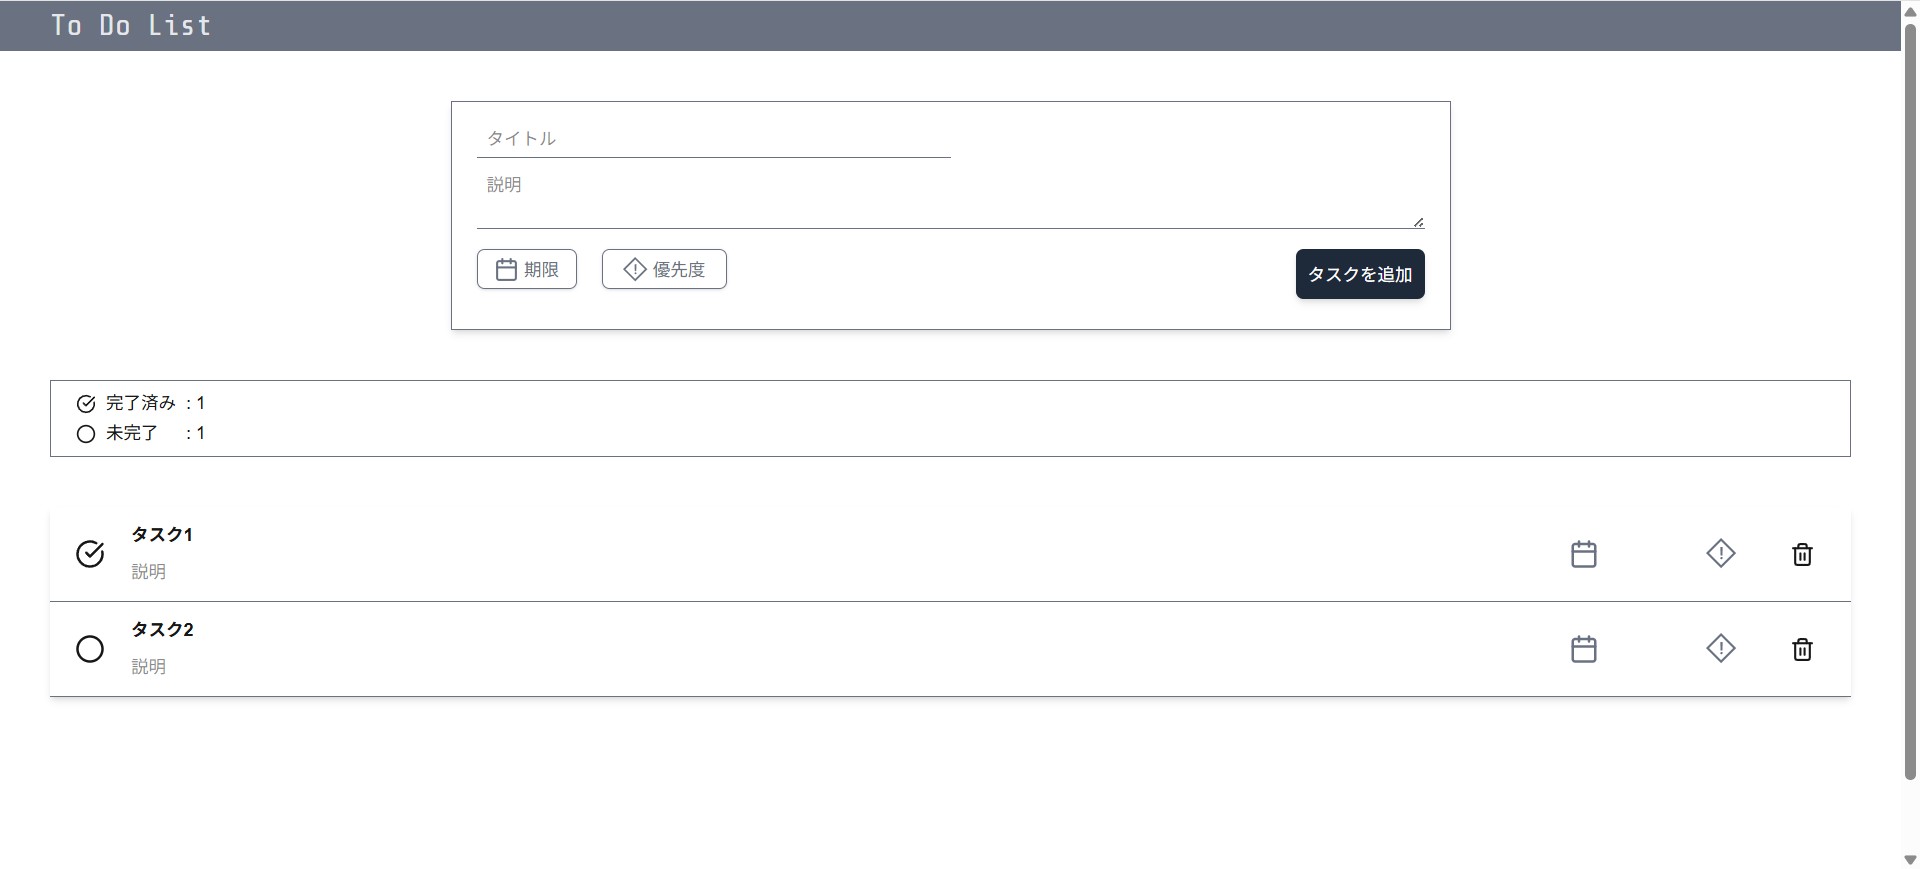 To Do List
タイトル
説明
期限
優先度
タスクを追加
完了済み : 1
未完了 : 1
タスク1
説明
タスク2
説明